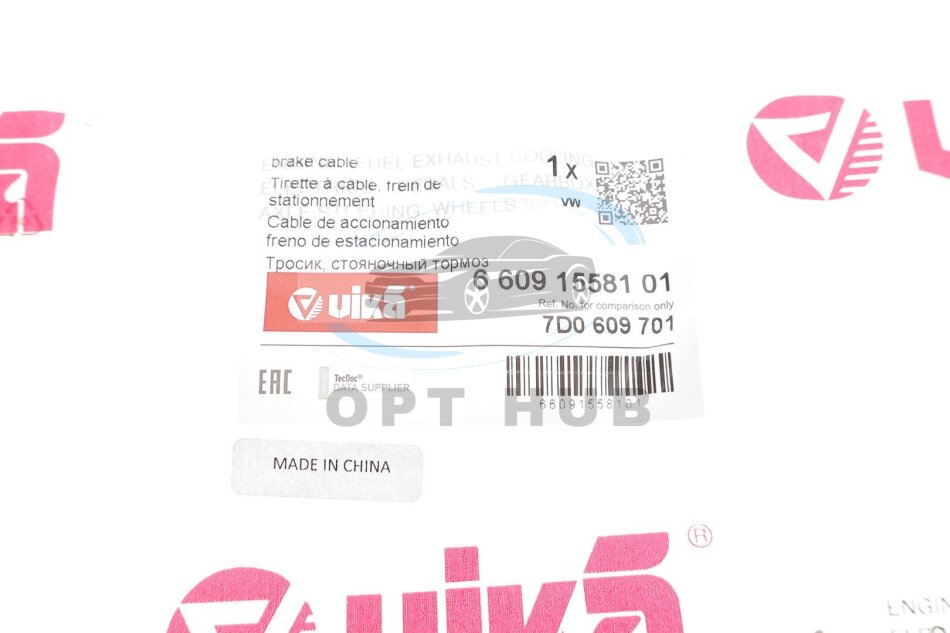 brake cable
1 x
Tirette à câble, frein de
stationnement
VW
Cable de accionamiento
freno de estacionamiento
Тросик, стояночный тормоз
vika
6 609 15581 01
Ref. No. for comparison only
7D0 609 701
EAC
TecDoc®
DATA SUPPLIER
66091558101
OPT HUB
MADE IN CHINA
vika ®
ENGIN